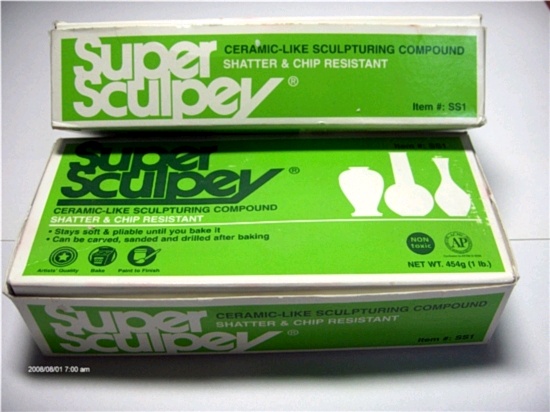 Super
Sculpey®
CERAMIC-LIKE SCULPTURING COMPOUND
SHATTER & CHIP RESISTANT
Item #: SS1
Item #: SS1
Super
Sculpey®
CERAMIC-LIKE SCULPTURING COMPOUND
SHATTER & CHIP RESISTANT
• Stays soft & pliable until you bake it
• Can be carved, sanded and drilled after baking
Artists' Quality
Bake
Paint to Finish
NON
toxic
AP
NET WT. 454g (1 lb.)
Super
Sculpey®
CERAMIC-LIKE SCULPTURING COMPOUND
SHATTER & CHIP RESISTANT
Item #: SS1
2008/08/01 7:00 am